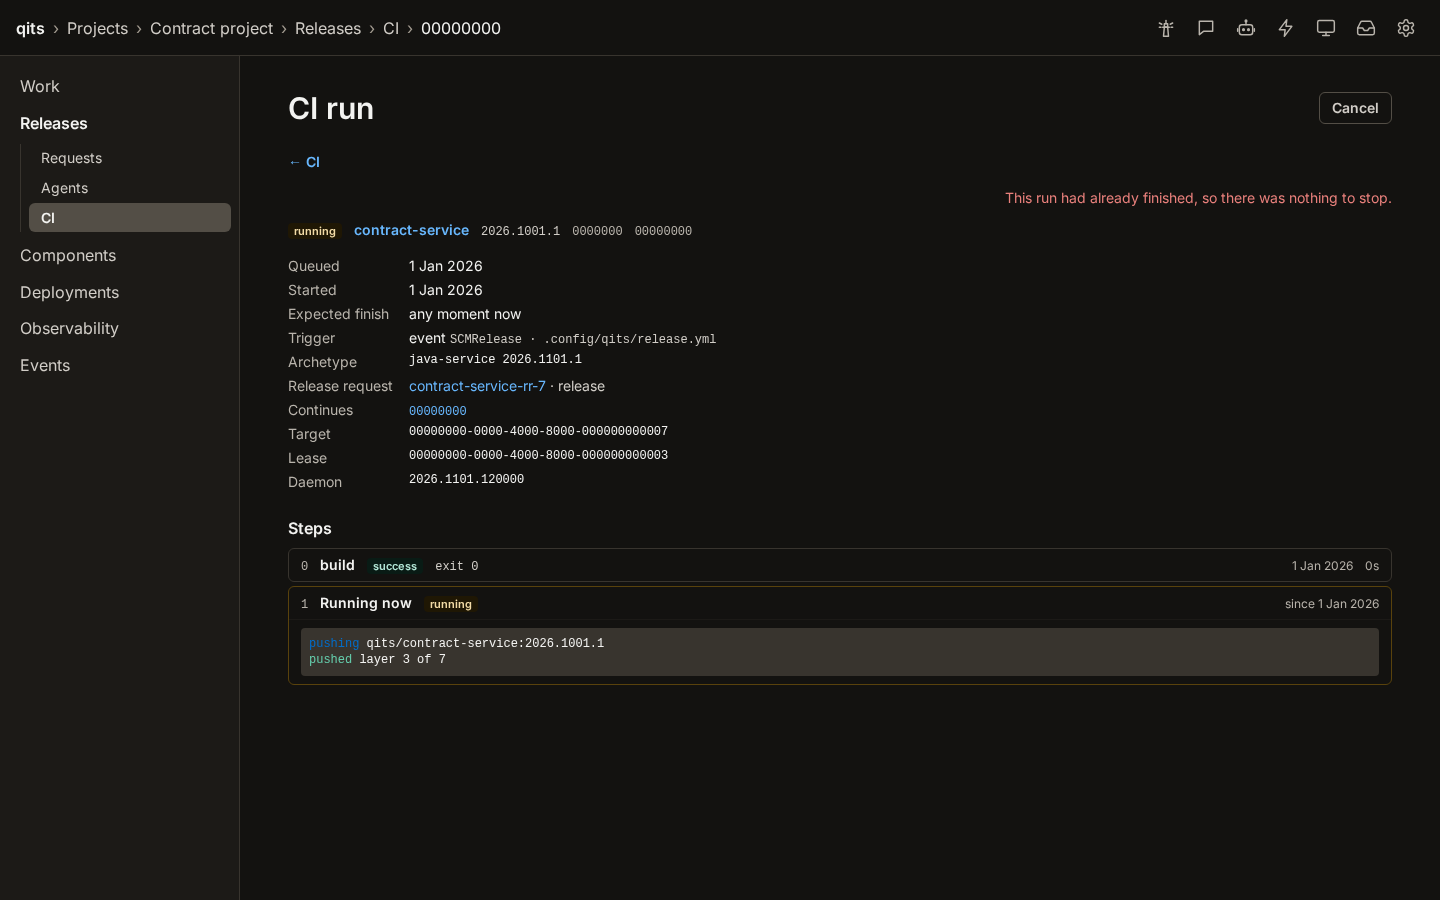 qits › Projects › Contract project › Releases › CI › 00000000
Work
Releases
Requests
Agents
CI
Components
Deployments
Observability
Events
CI run
Cancel
← CI
This run had already finished, so there was nothing to stop.
running contract-service 2026.1001.1 0000000 00000000
Queued 1 Jan 2026
Started 1 Jan 2026
Expected finish any moment now
Trigger event SCMRelease · .config/qits/release.yml
Archetype java-service 2026.1101.1
Release request contract-service-rr-7 · release
Continues 00000000
Target 00000000-0000-4000-8000-000000000007
Lease 00000000-0000-4000-8000-000000000003
Daemon 2026.1101.120000
Steps
0 build success exit 0 1 Jan 2026 0s
1 Running now running since 1 Jan 2026
pushing qits/contract-service:2026.1001.1
pushed layer 3 of 7